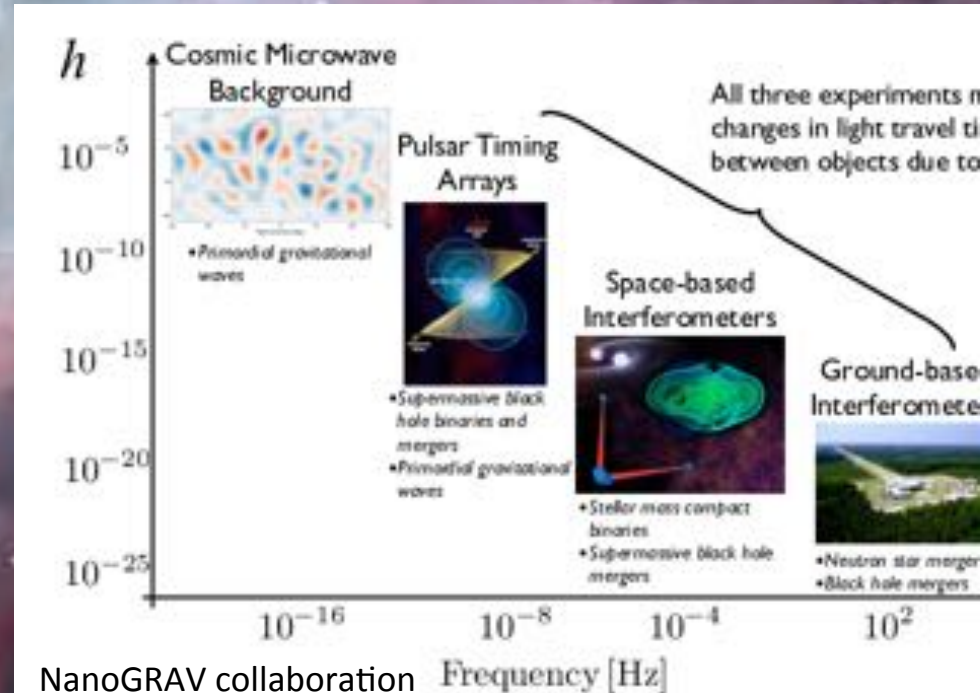 h
Cosmic Microwave
Background
All three experiments
changes in light travel
between objects due to
Pulsar Timing
Arrays
10^{-5}
•Primordial gravitational
waves
10^{-10}
Space-based
Interferometers
10^{-15}
Ground-base
Interferomete
•Supermassive black
hole binaries and
mergers
•Primordial gravitational
waves
10^{-20}
•Stellar mass compact
binaries
•Supermassive black hole
mergers
10^{-25}
•Neutron star merger
•Black hole mergers
10^{-16} 10^{-8} 10^{-4} 10^{2}
NanoGRAV collaboration Frequency [Hz]